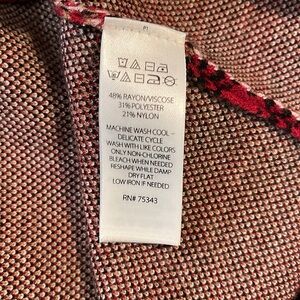 48% RAYON/VISCOSE
31% POLYESTER
21% NYLON
MACHINE WASH COOL -
DELICATE CYCLE
WASH WITH LIKE COLORS
ONLY NON-CHLORINE
BLEACH WHEN NEEDED
RESHAPE WHILE DAMP
DRY FLAT
LOW IRON IF NEEDED
RN# 75343